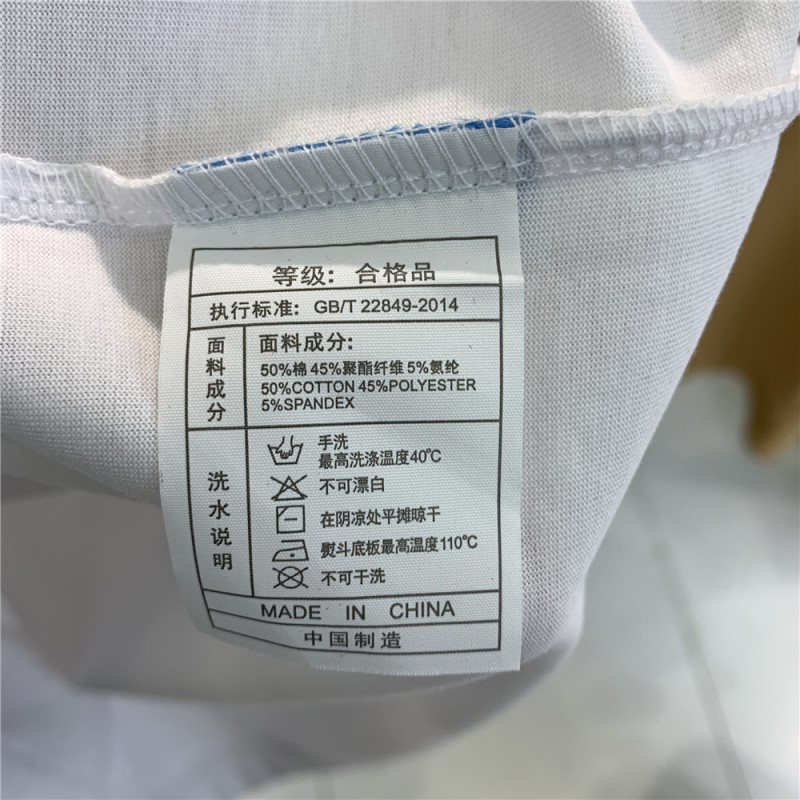 等级: 合格品
执行标准: GB/T 22849-2014
面料成分
面料成分:
50%棉 45%聚酯纤维 5%氨纶
50%COTTON 45%POLYESTER
5%SPANDEX
洗水说明
手洗
最高洗涤温度40℃
不可漂白
在阴凉处平摊晾干
熨斗底板最高温度110℃
不可干洗
MADE IN CHINA
中国制造